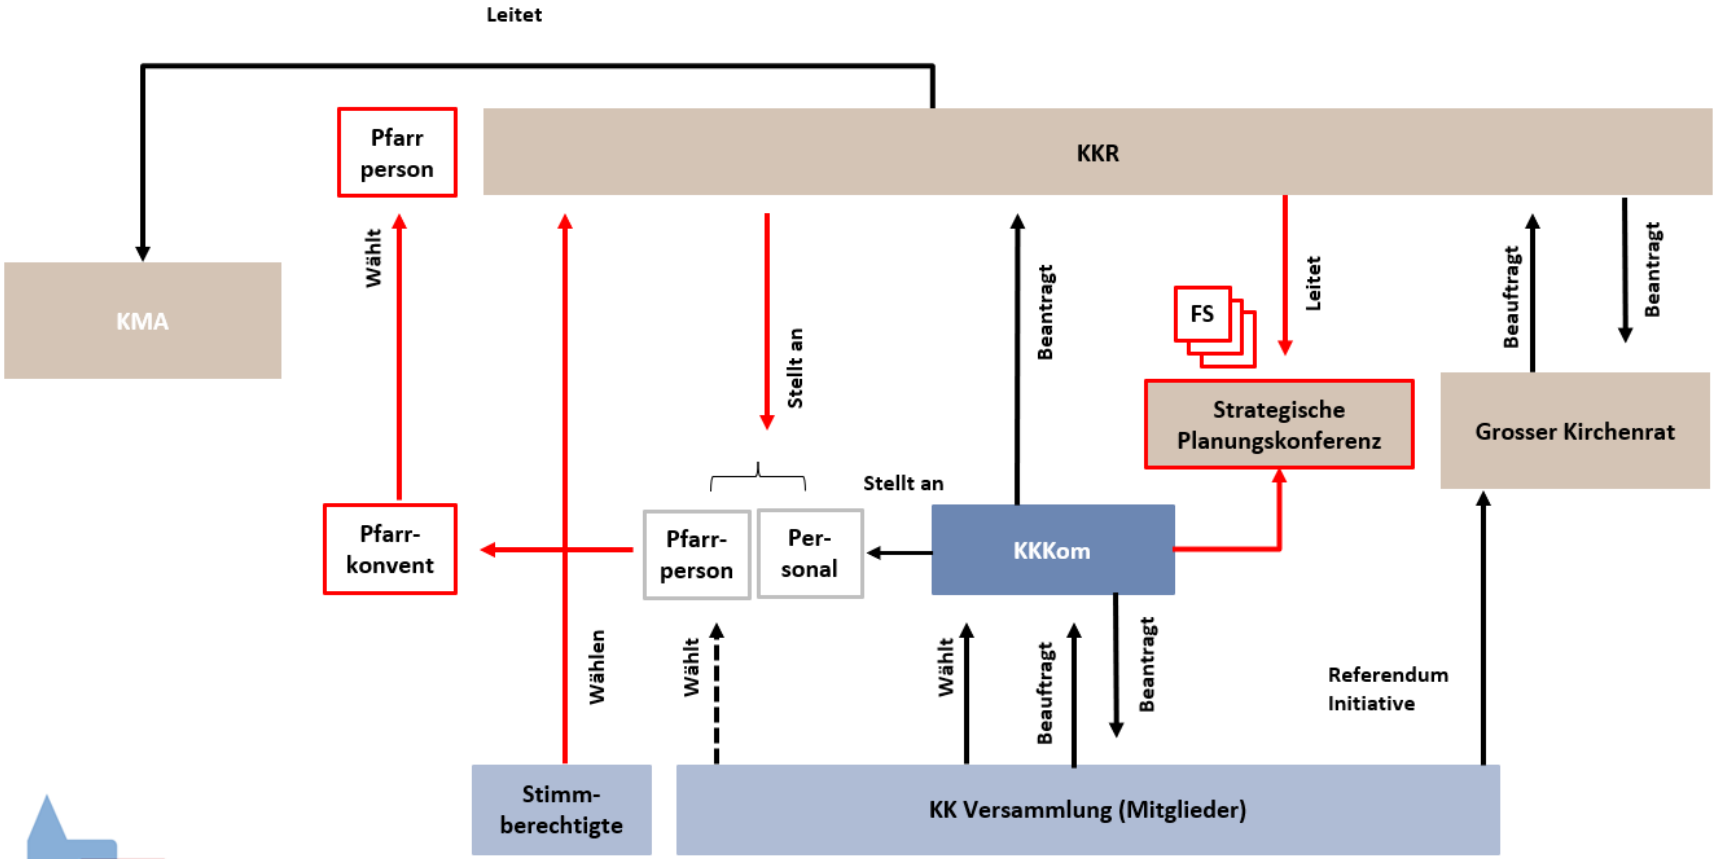 Leitet
Pfarr
person
KKR
Wählt
KMA
Stellt an
Beantragt
FS
Leitet
Beauftragt
Beantragt
Strategische
Planungskonferenz
Grosser Kirchenrat
Pfarr-
konvent
Pfarr-
person
Per-
sonal
Stellt an
KKKom
Wählen
Wählt
Wählt
Beauftragt
Beantragt
Referendum
Initiative
Stimm-
berechtigte
KK Versammlung (Mitglieder)